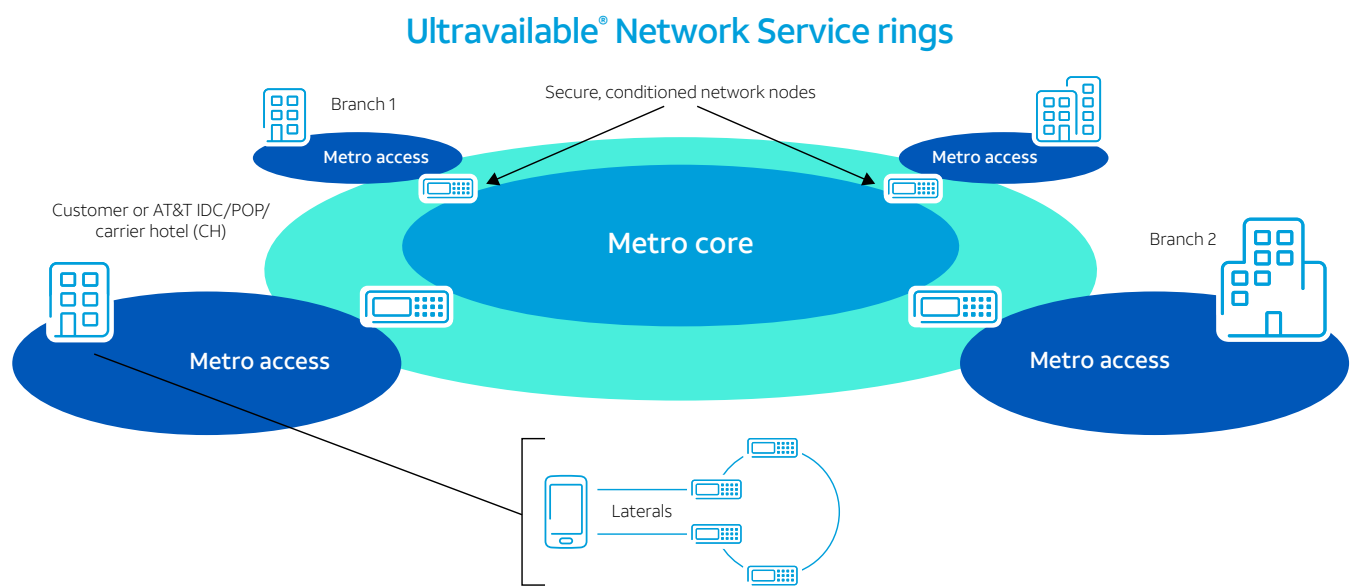 Ultravailable® Network Service rings
Branch 1
Secure, conditioned network nodes
Metro access
Metro access
Customer or AT&T IDC/POP/
carrier hotel (CH)
Metro core
Branch 2
Metro access
Metro access
Laterals